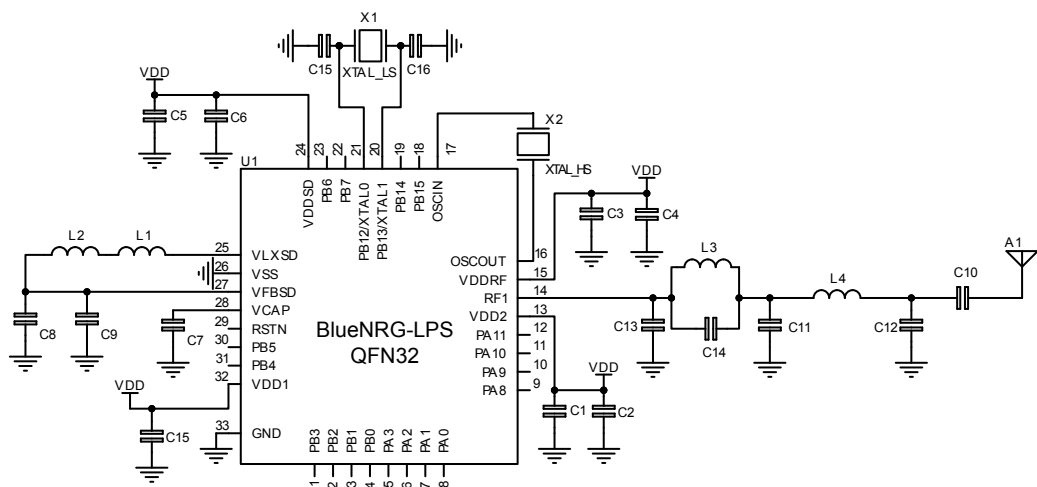 X1
C15
C16
XTAL_LS
VDD
C5
C6
X2
XTAL_HS
24
23
22
21
20
19
18
17
U1
VDDSD
PB6
PB7
PB12/XTAL0
PB13/XTAL1
PB14
PB15
OSCIN
VDD
C3
C4
L2
L1
25
VLXSD
26
VSS
27
VFBSD
28
VCAP
29
RSTN
30
PB5
31
PB4
32
VDD1
33
GND
OSCOUT
16
VDDRF
15
RF1
14
VDD2
13
PA11
12
PA10
11
PA9
10
PA8
9
BlueNRG-LPS
QFN32
C8
C9
C7
VDD
C15
L3
L4
C10
A1
C13
C14
C11
C12
VDD
C1
C2
PB3
PB2
PB1
PB0
PA3
PA2
PA1
PA0
1
2
3
4
5
6
7
8